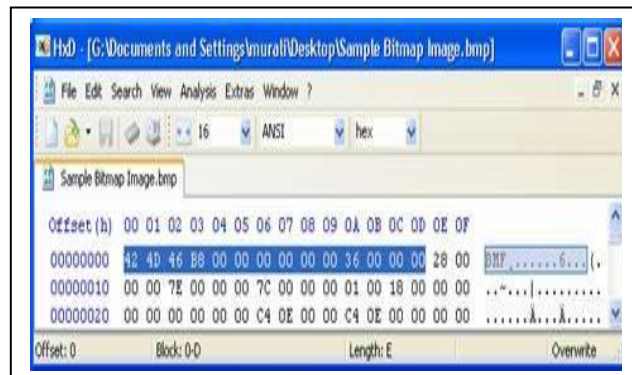 HxD - [G:\Documents and Settings\murali\Desktop\Sample Bitmap Image.bmp]
File Edit Search View Analysis Extras Window ?
16 ANSI hex
Sample Bitmap Image.bmp
Offset(h) 00 01 02 03 04 05 06 07 08 09 0A 0B 0C 0D 0E 0F
00000000 42 4D 46 B8 00 00 00 00 00 00 36 00 00 00 28 00 BMF¸......6...(.
00000010 00 00 7E 00 00 00 7C 00 00 00 01 00 18 00 00 00 ..~...|.........
00000020 00 00 00 00 00 00 C4 0E 00 00 C4 0E 00 00 00 00 ......Ä...Ä.....
Offset: 0 Block: 0-D Length: E Overwrite